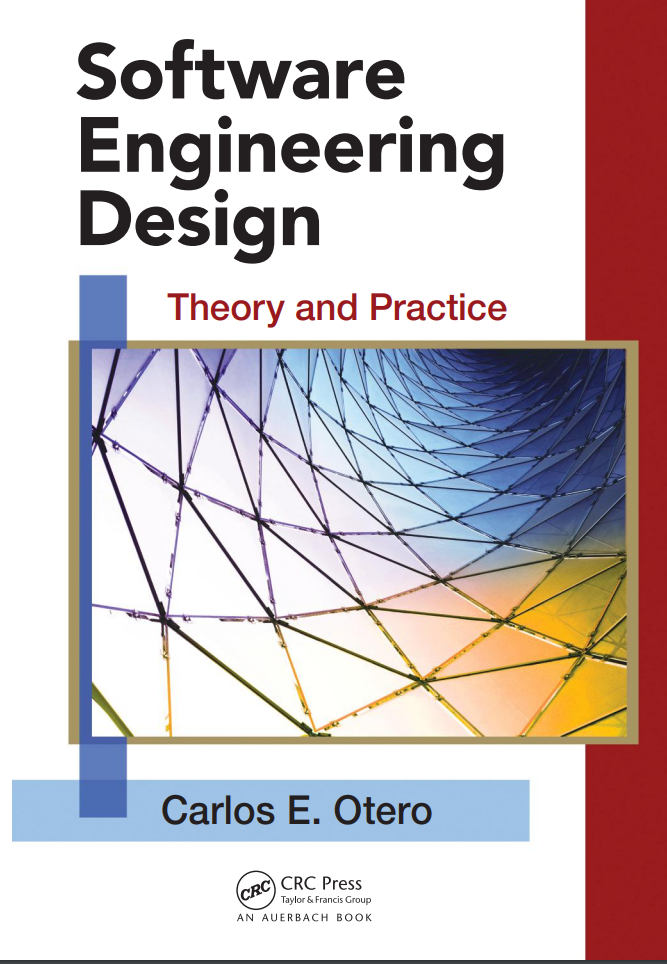 Software
Engineering
Design
Theory and Practice
Carlos E. Otero
CRC
CRC Press
Taylor & Francis Group
AN AUERBACH BOOK